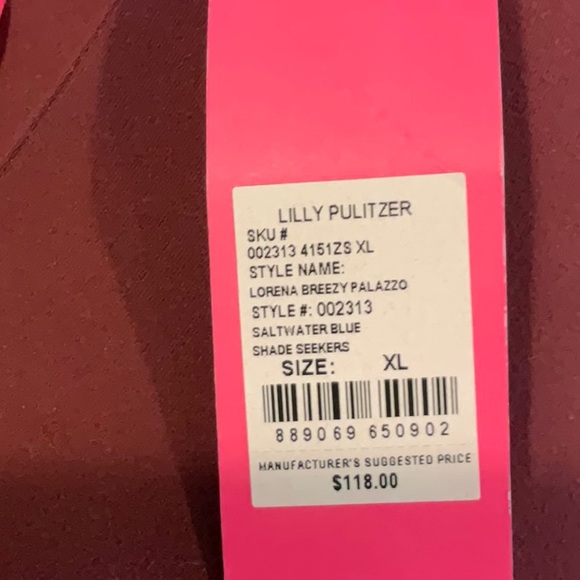 LILLY PULITZER
SKU #
002313 4151ZS XL
STYLE NAME:
LORENA BREEZY PALAZZO
STYLE #: 002313
SALTWATER BLUE
SHADE SEEKERS
SIZE: XL
889069 650902
MANUFACTURER'S SUGGESTED PRICE
$118.00